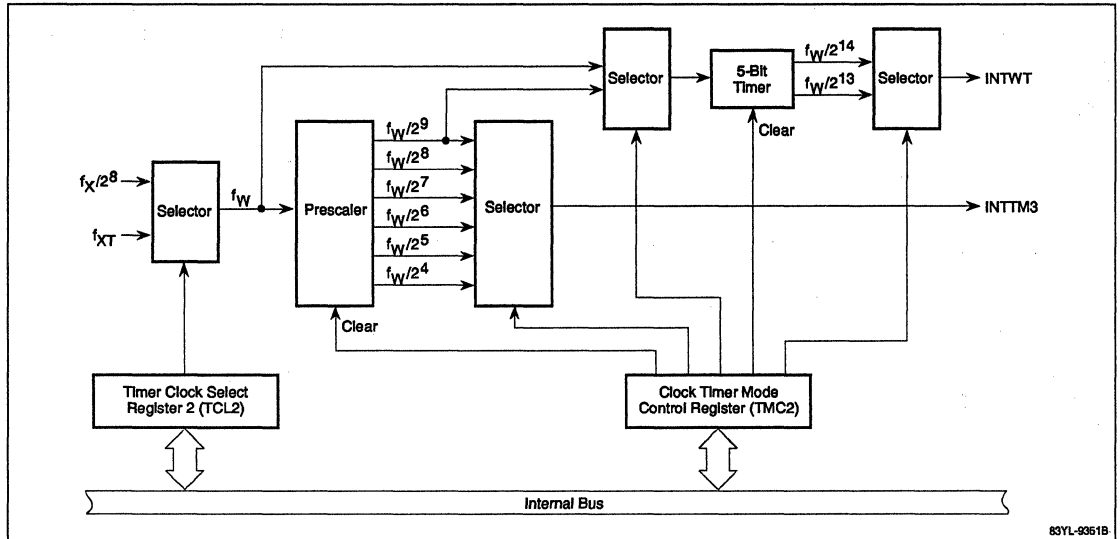 f_W/2^14
Selector
5-Bit
Timer
Selector
INTWT
f_W/2^13
Clear
f_W/2^9
f_X/2^8
f_W/2^8
Selector
f_W
Prescaler
f_W/2^7
Selector
INTTM3
f_XT
f_W/2^6
f_W/2^5
f_W/2^4
Clear
Timer Clock Select
Register 2 (TCL2)
Clock Timer Mode
Control Register (TMC2)
Internal Bus
83YL-9351B